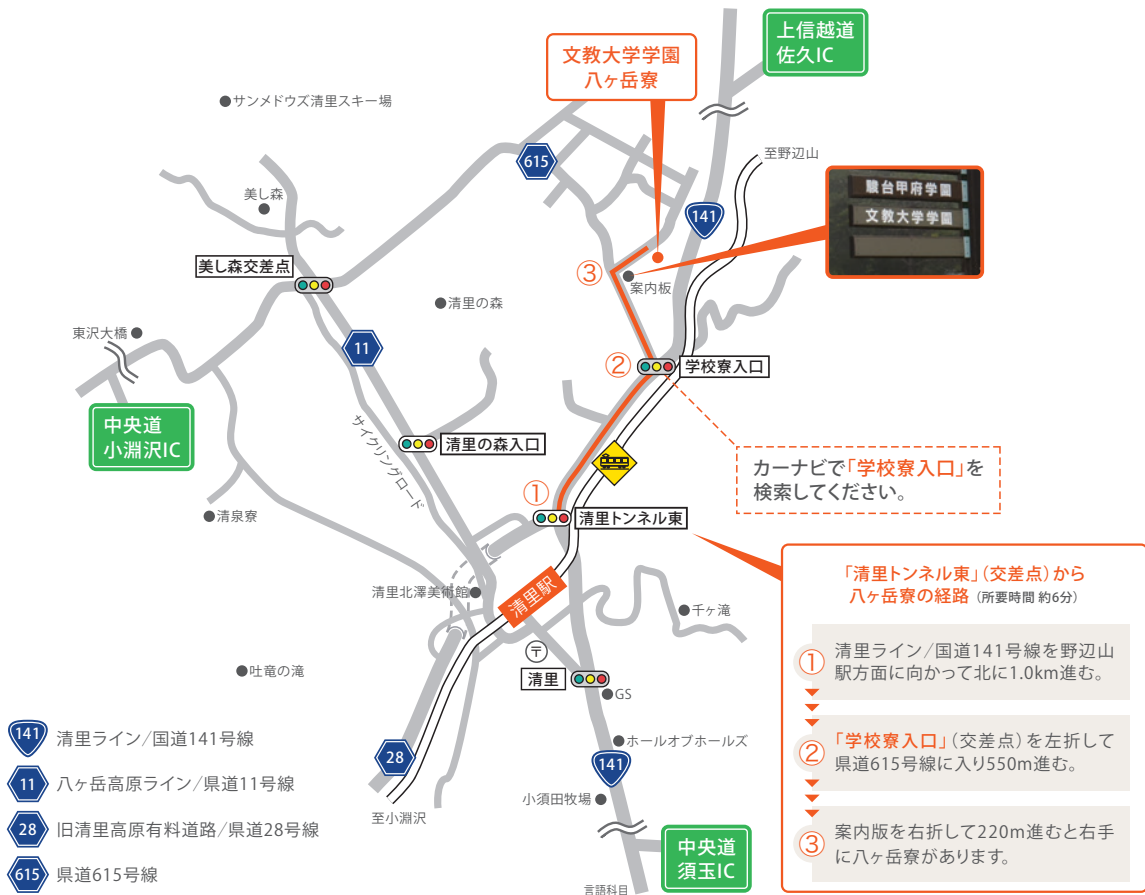 上信越道
佐久IC
文教大学学園
八ヶ岳寮
サンメドウズ清里スキー場
至野辺山
615
駿台甲府学園
文教大学学園
美し森
141
美し森交差点
③
案内板
清里の森
東沢大橋
11
②
学校寮入口
中央道
小淵沢IC
サイクリングロード
清里の森入口
カーナビで「学校寮入口」を
検索してください。
①
清里トンネル東
清泉寮
清里北澤美術館
清里駅
千ヶ滝
〒
清里
吐竜の滝
GS
28
141
ホールオブホールズ
小須田牧場
至小淵沢
中央道
須玉IC
言語科目
141
清里ライン/国道141号線
11
八ヶ岳高原ライン/県道11号線
28
旧清里高原有料道路/県道28号線
615
県道615号線
「清里トンネル東」(交差点)から
八ヶ岳寮の経路 (所要時間 約6分)
①
清里ライン/国道141号線を野辺山
駅方面に向かって北に1.0km進む。
②
「学校寮入口」(交差点)を左折して
県道615号線に入り550m進む。
③
案内版を右折して220m進むと右手
に八ヶ岳寮があります。